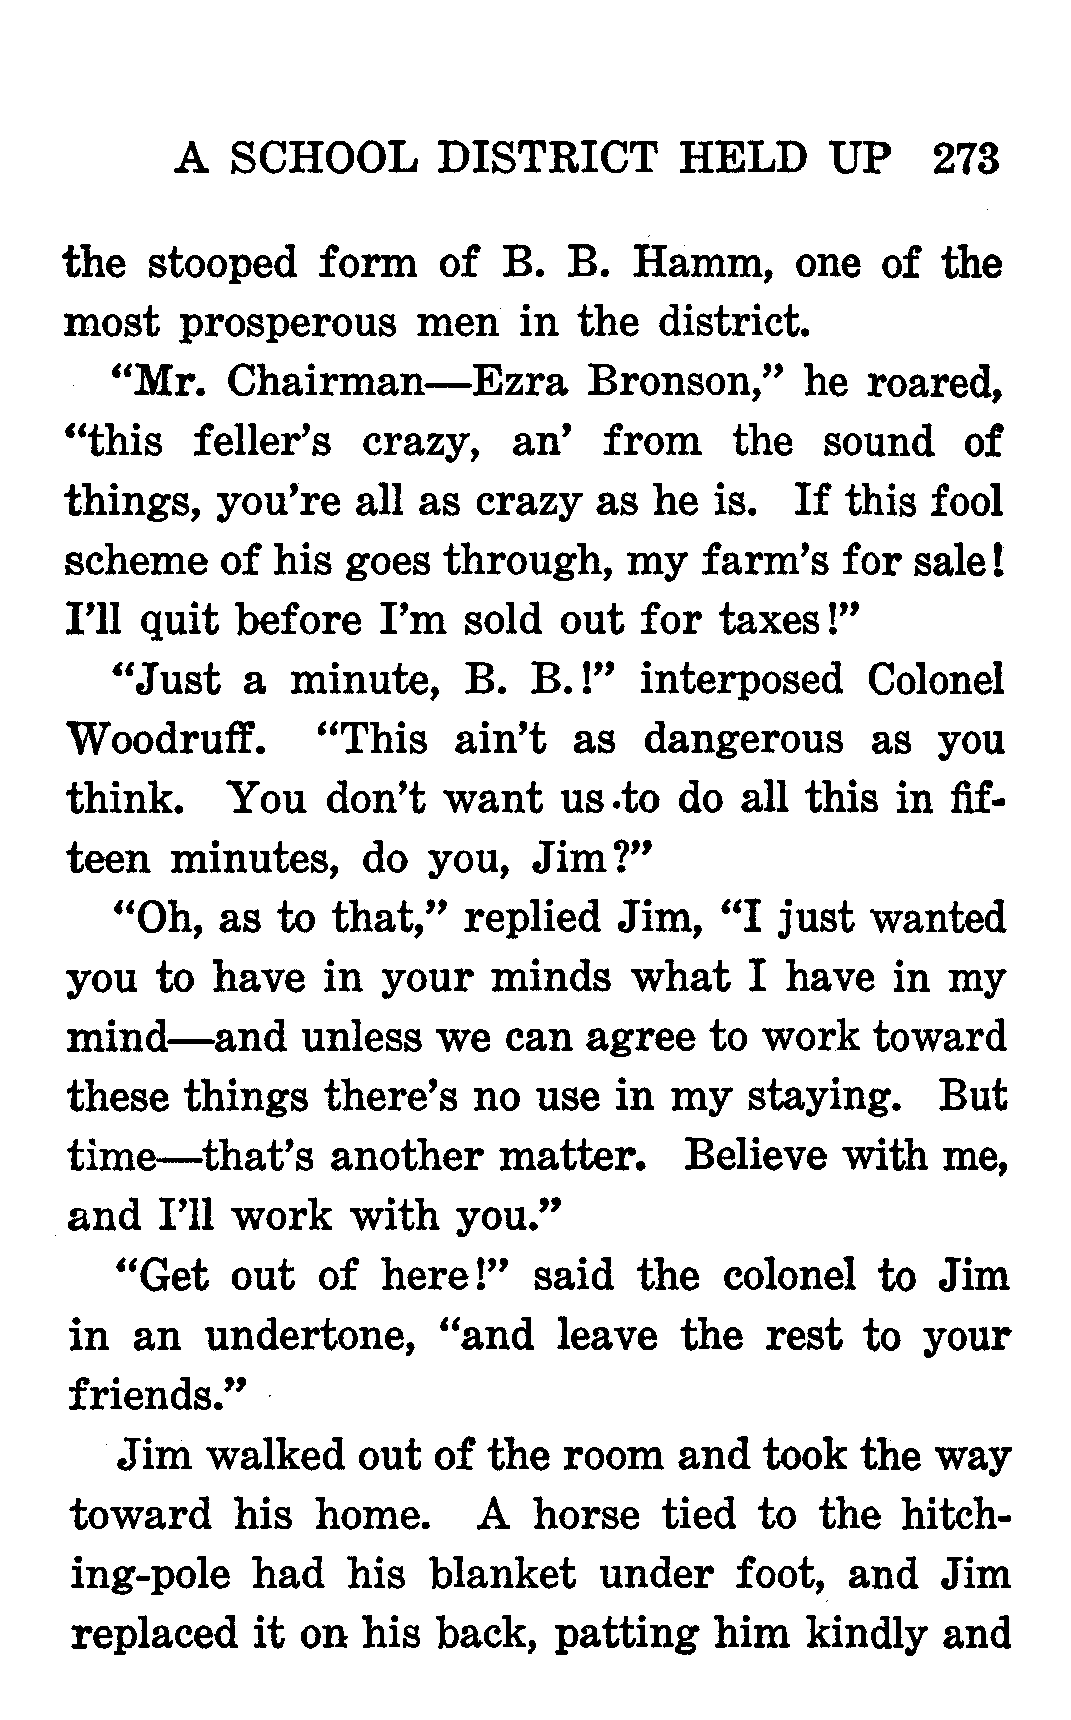 A SCHOOL DISTRICT HELD UP 273
the stooped form of B. B. Hamm, one of the
most prosperous men in the district.
“Mr. Chairman—Ezra Bronson,” he roared,
“this feller’s crazy, an’ from the sound of
things, you’re all as crazy as he is. If this fool
scheme of his goes through, my farm’s for sale!
I’ll quit before I’m sold out for taxes!”
“Just a minute, B. B.!” interposed Colonel
Woodruff. “This ain’t as dangerous as you
think. You don’t want us to do all this in fif-
teen minutes, do you, Jim?”
“Oh, as to that,” replied Jim, “I just wanted
you to have in your minds what I have in my
mind—and unless we can agree to work toward
these things there’s no use in my staying. But
time—that’s another matter. Believe with me,
and I’ll work with you.”
“Get out of here!” said the colonel to Jim
in an undertone, “and leave the rest to your
friends.”
Jim walked out of the room and took the way
toward his home. A horse tied to the hitch-
ing-pole had his blanket under foot, and Jim
replaced it on his back, patting him kindly and